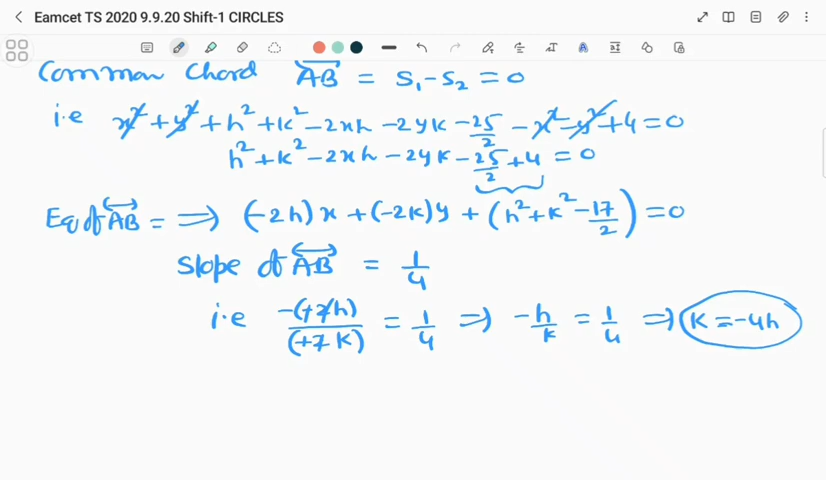 Eamcet TS 2020 9.9.20 Shift-1 CIRCLES
Common Chord AB = S₁-S₂ = 0
i.e x²+y²+h²+k²-2xh-2yk-25/2-x²-y²+4=0
h²+k²-2xh-2yk-25/2+4=0
Eq of AB = ⇒ (-2h)x+(-2k)y+(h²+k²-17/2)=0
Slope of AB = 1/4
i.e -(+2h)/(+2k) = 1/4 ⇒ -h/k = 1/4 ⇒ K=-4h